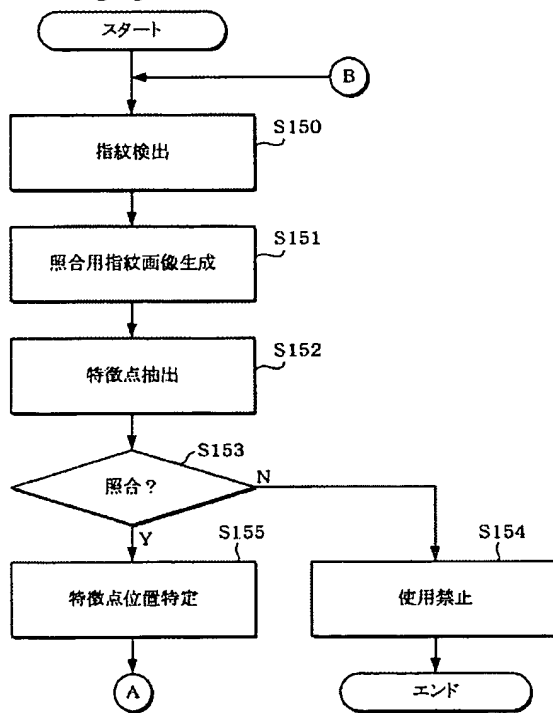 スタート
B
S150
指紋検出
S151
照合用指紋画像生成
S152
特徴点抽出
S153
照合？
N
Y
S155
特徴点位置特定
S154
使用禁止
A
エンド